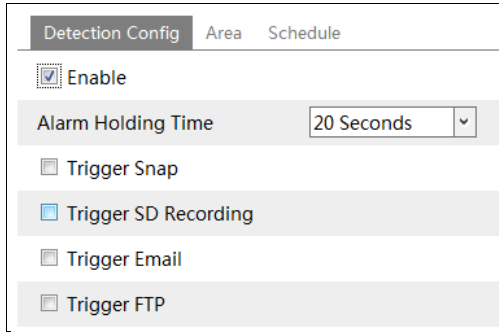 Detection Config Area Schedule
Enable
Alarm Holding Time 20 Seconds
Trigger Snap
Trigger SD Recording
Trigger Email
Trigger FTP